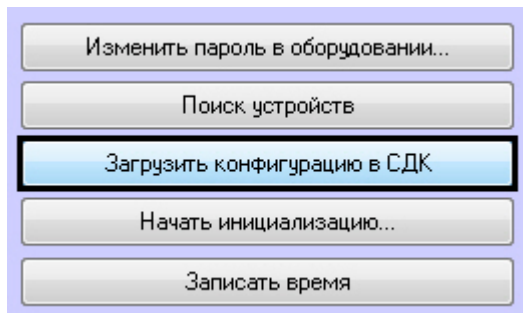 Изменить пароль в оборудовании...
Поиск устройств
Загрузить конфигурацию в СДК
Начать инициализацию...
Записать время